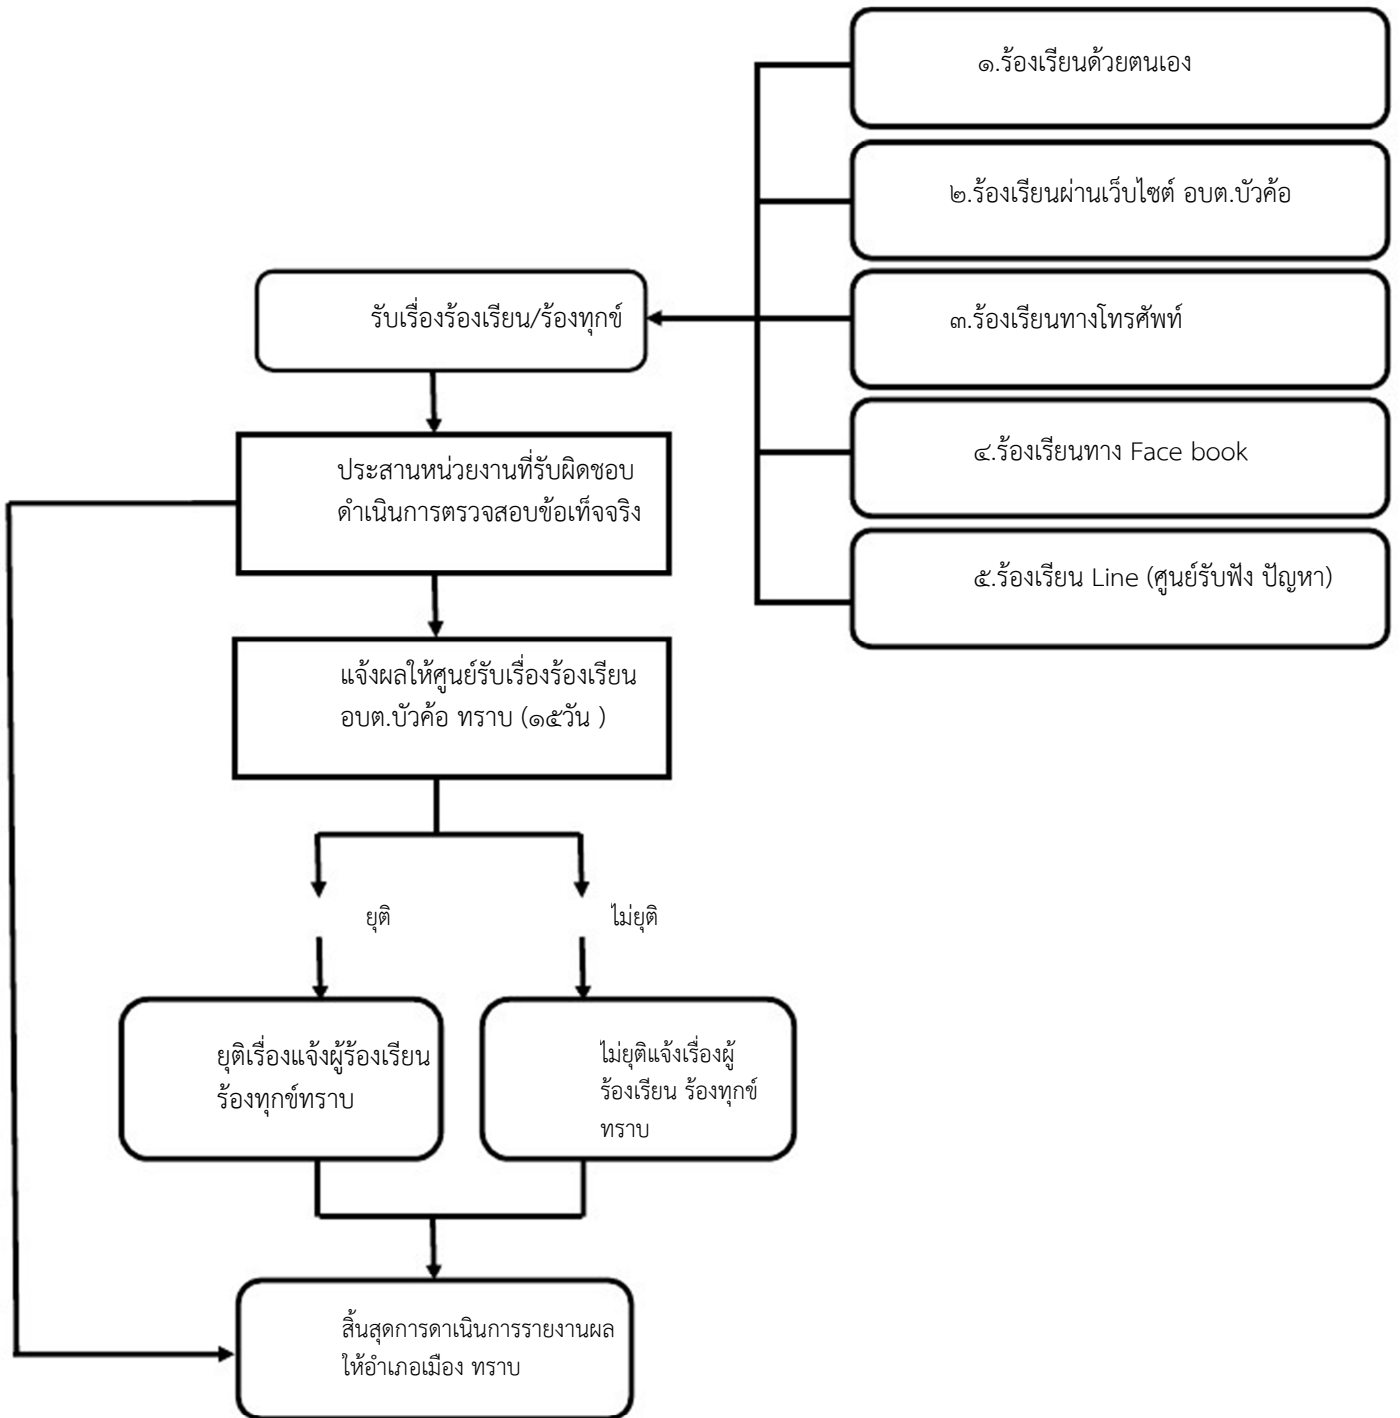 ๑.ร้องเรียนด้วยตนเอง
๒.ร้องเรียนผ่านเว็บไซต์ อบต.บัวค้อ
๓.ร้องเรียนทางโทรศัพท์
๔.ร้องเรียนทาง Face book
๕.ร้องเรียน Line (ศูนย์รับฟัง ปัญหา)
รับเรื่องร้องเรียน/ร้องทุกข์
ประสานหน่วยงานที่รับผิดชอบ
ดำเนินการตรวจสอบข้อเท็จจริง
แจ้งผลให้ศูนย์รับเรื่องร้องเรียน
อบต.บัวค้อ ทราบ (๑๕วัน )
ยุติ
ไม่ยุติ
ยุติเรื่องแจ้งผู้ร้องเรียน
ร้องทุกข์ทราบ
ไม่ยุติแจ้งเรื่องผู้
ร้องเรียน ร้องทุกข์
ทราบ
สิ้นสุดการดาเนินการรายงานผล
ให้อำเภอเมือง ทราบ